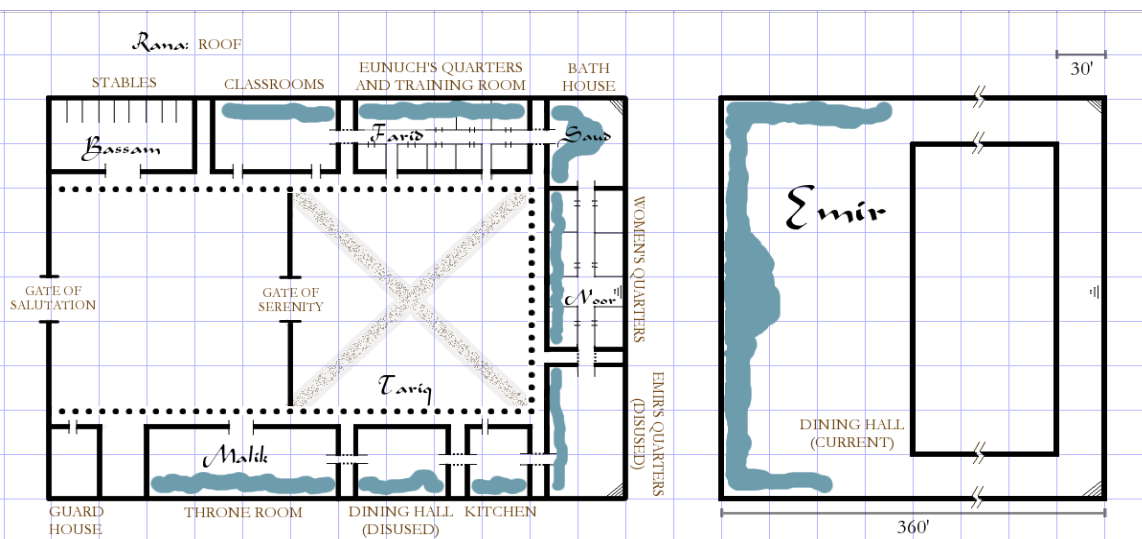 Rana: ROOF
30'
STABLES
CLASSROOMS
EUNUCH'S QUARTERS
AND TRAINING ROOM
BATH
HOUSE
Bassam
Farid
Saud
Emir
WOMEN'S QUARTERS
GATE OF
SALUTATION
GATE OF
SERENITY
Noor
Tariq
EMIR'S QUARTERS
(DISUSED)
DINING HALL
(CURRENT)
Malik
GUARD
HOUSE
THRONE ROOM
DINING HALL
(DISUSED)
KITCHEN
360'